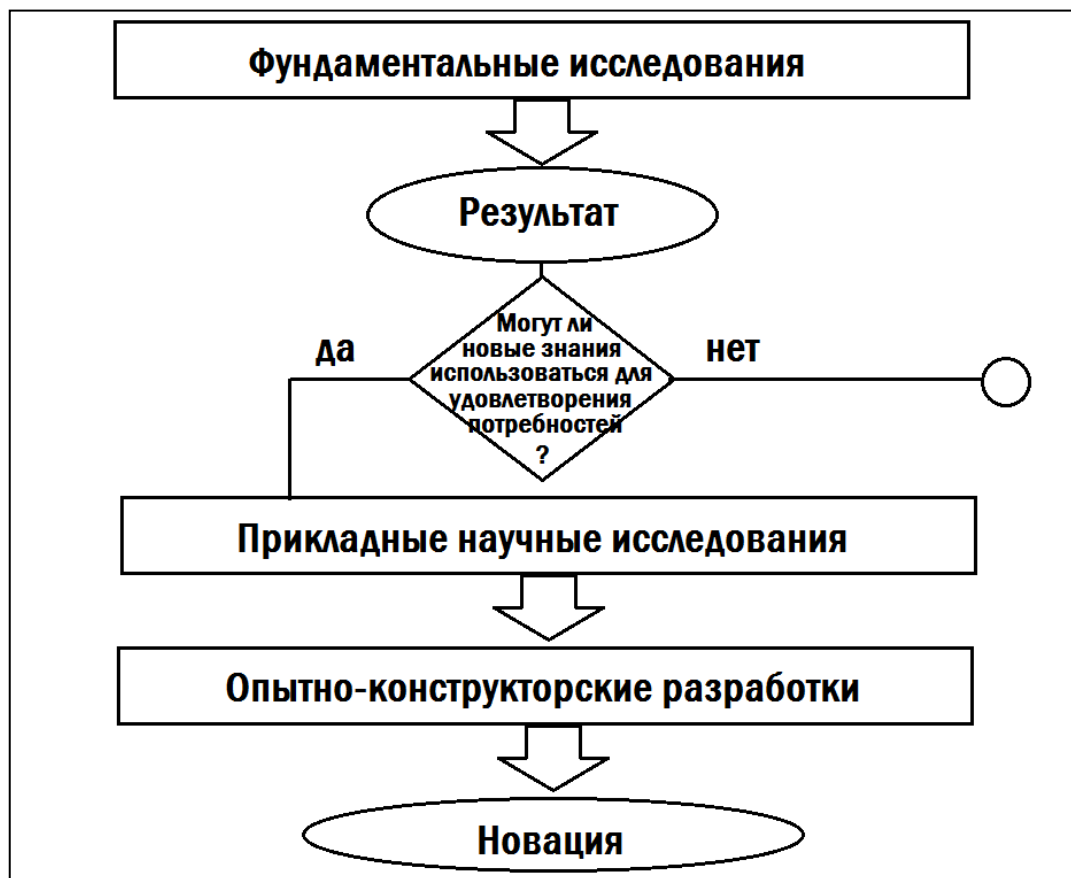 Фундаментальные исследования
Результат
Могут ли
новые знания
использоваться для
удовлетворения
потребностей
?
да
нет
Прикладные научные исследования
Опытно-конструкторские разработки
Новация